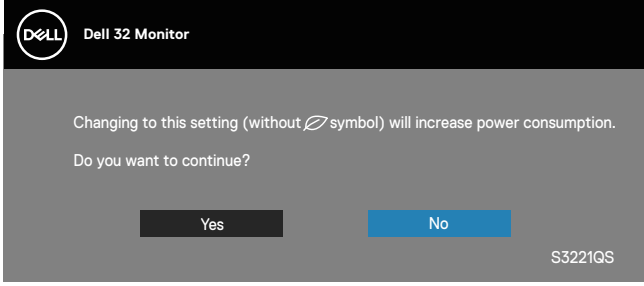 DELL
Dell 32 Monitor
Changing to this setting (without symbol) will increase power consumption.
Do you want to continue?
Yes
No
S3221QS